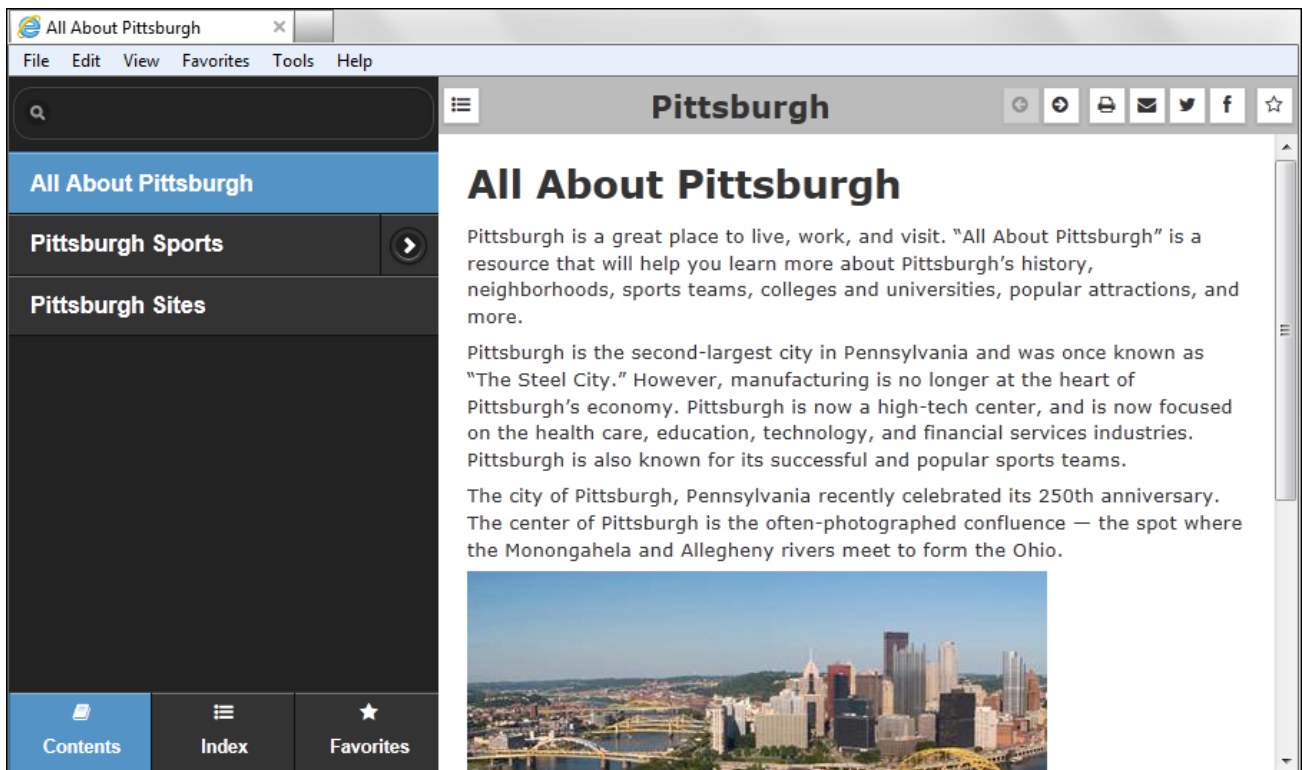 All About Pittsburgh
File Edit View Favorites Tools Help
Pittsburgh
All About Pittsburgh
Pittsburgh Sports
Pittsburgh Sites
All About Pittsburgh
Pittsburgh is a great place to live, work, and visit. “All About Pittsburgh” is a
resource that will help you learn more about Pittsburgh’s history,
neighborhoods, sports teams, colleges and universities, popular attractions, and
more.
Pittsburgh is the second-largest city in Pennsylvania and was once known as
“The Steel City.” However, manufacturing is no longer at the heart of
Pittsburgh’s economy. Pittsburgh is now a high-tech center, and is now focused
on the health care, education, technology, and financial services industries.
Pittsburgh is also known for its successful and popular sports teams.
The city of Pittsburgh, Pennsylvania recently celebrated its 250th anniversary.
The center of Pittsburgh is the often-photographed confluence — the spot where
the Monongahela and Allegheny rivers meet to form the Ohio.
Contents Index Favorites